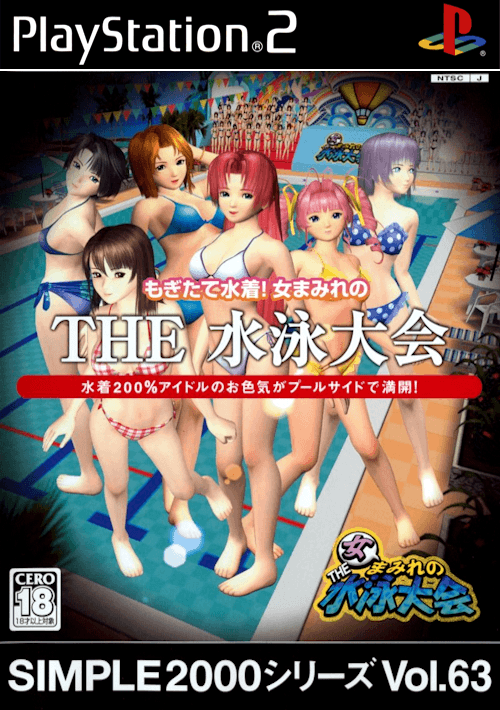 PlayStation®2
NTSC J
もぎたて水着!女まみれの
THE 水泳大会
水着200%アイドルのお色気がプールサイドで満開!
THE 女まみれの
水泳大会
CERO
18
18才以上対象
SIMPLE2000シリーズ Vol.63